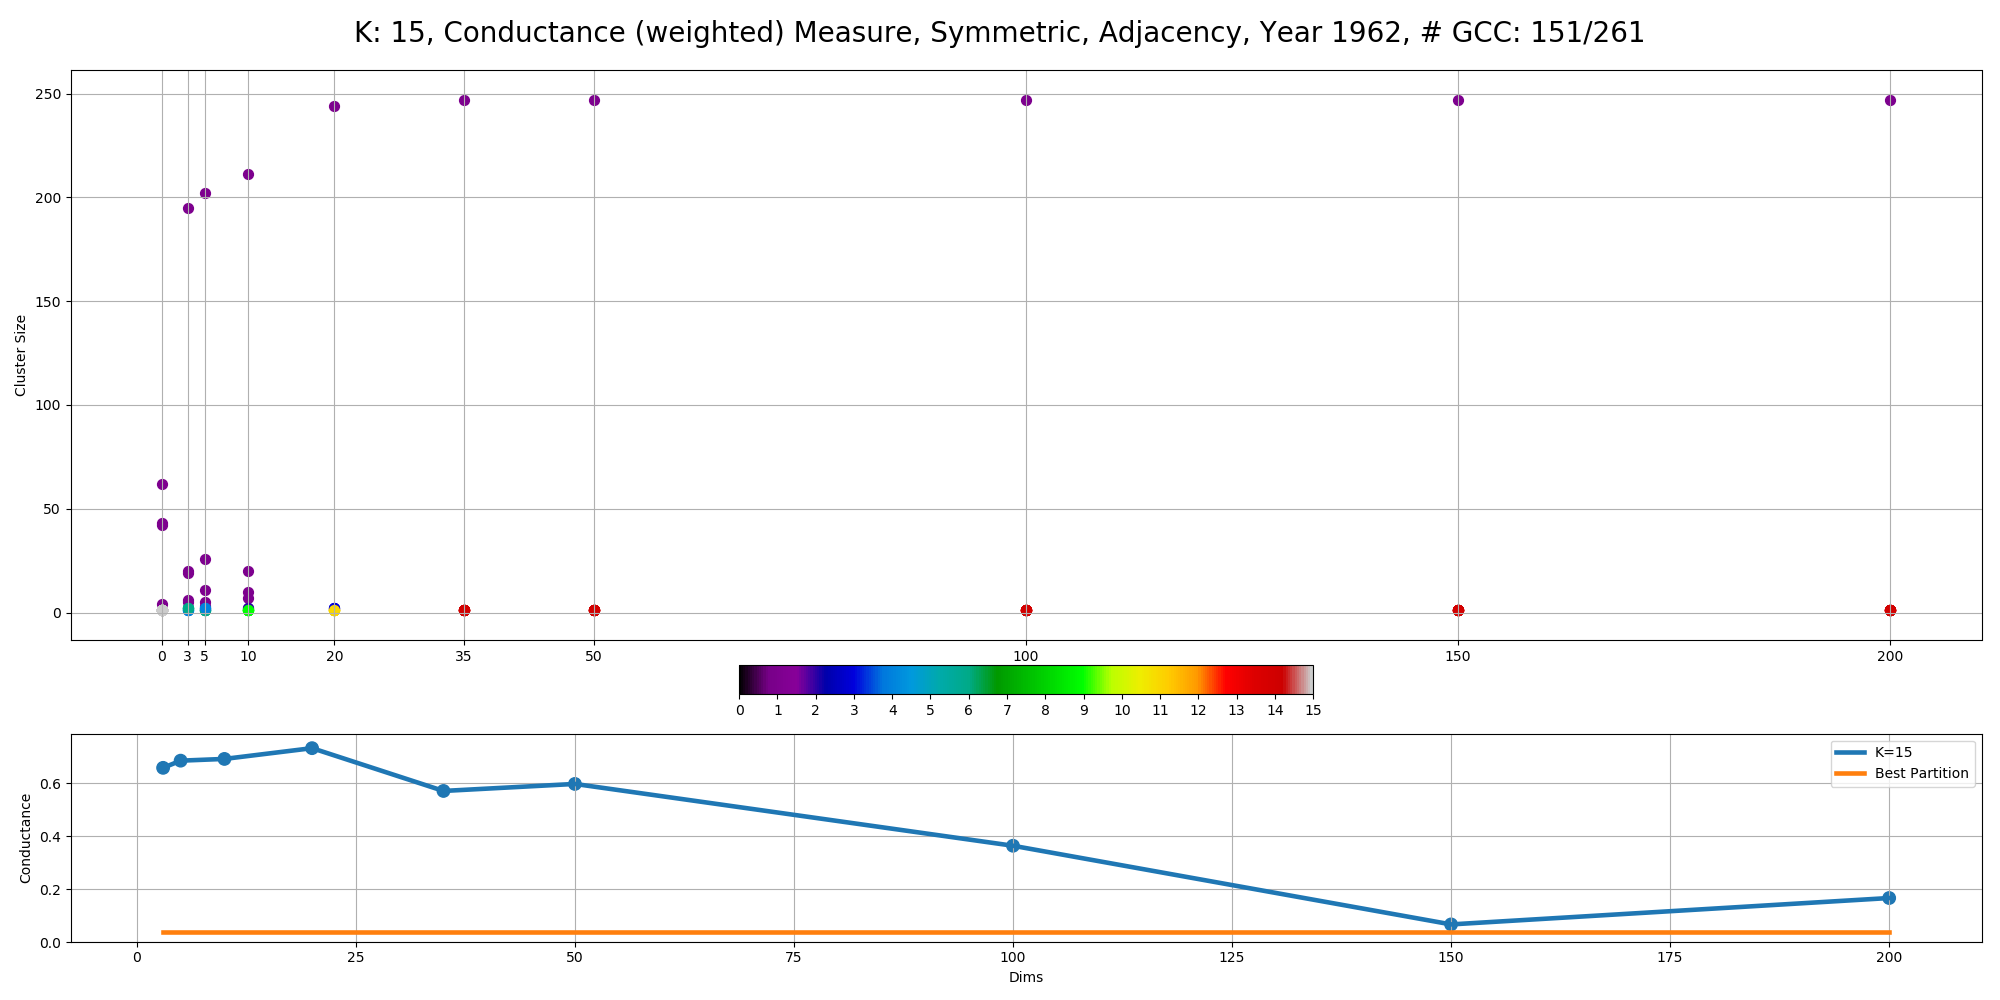 K: 15, Conductance (weighted) Measure, Symmetric, Adjacency, Year 1962, # GCC: 151/261
250
200
150
100
50
0
Cluster Size
0 3 5 10 20 35 50 100 150 200
0 1 2 3 4 5 6 7 8 9 10 11 12 13 14 15
K=15
Best Partition
0.6
0.4
0.2
0.0
Conductance
0 25 50 75 100 125 150 175 200
Dims